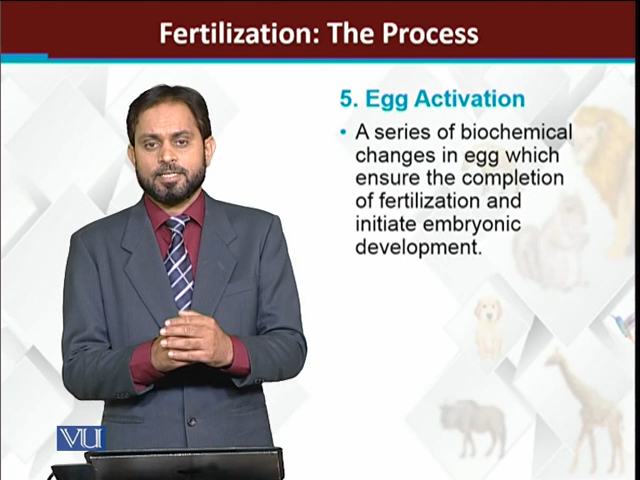 Fertilization: The Process
5. Egg Activation
• A series of biochemical
changes in egg which
ensure the completion
of fertilization and
initiate embryonic
development.
VU